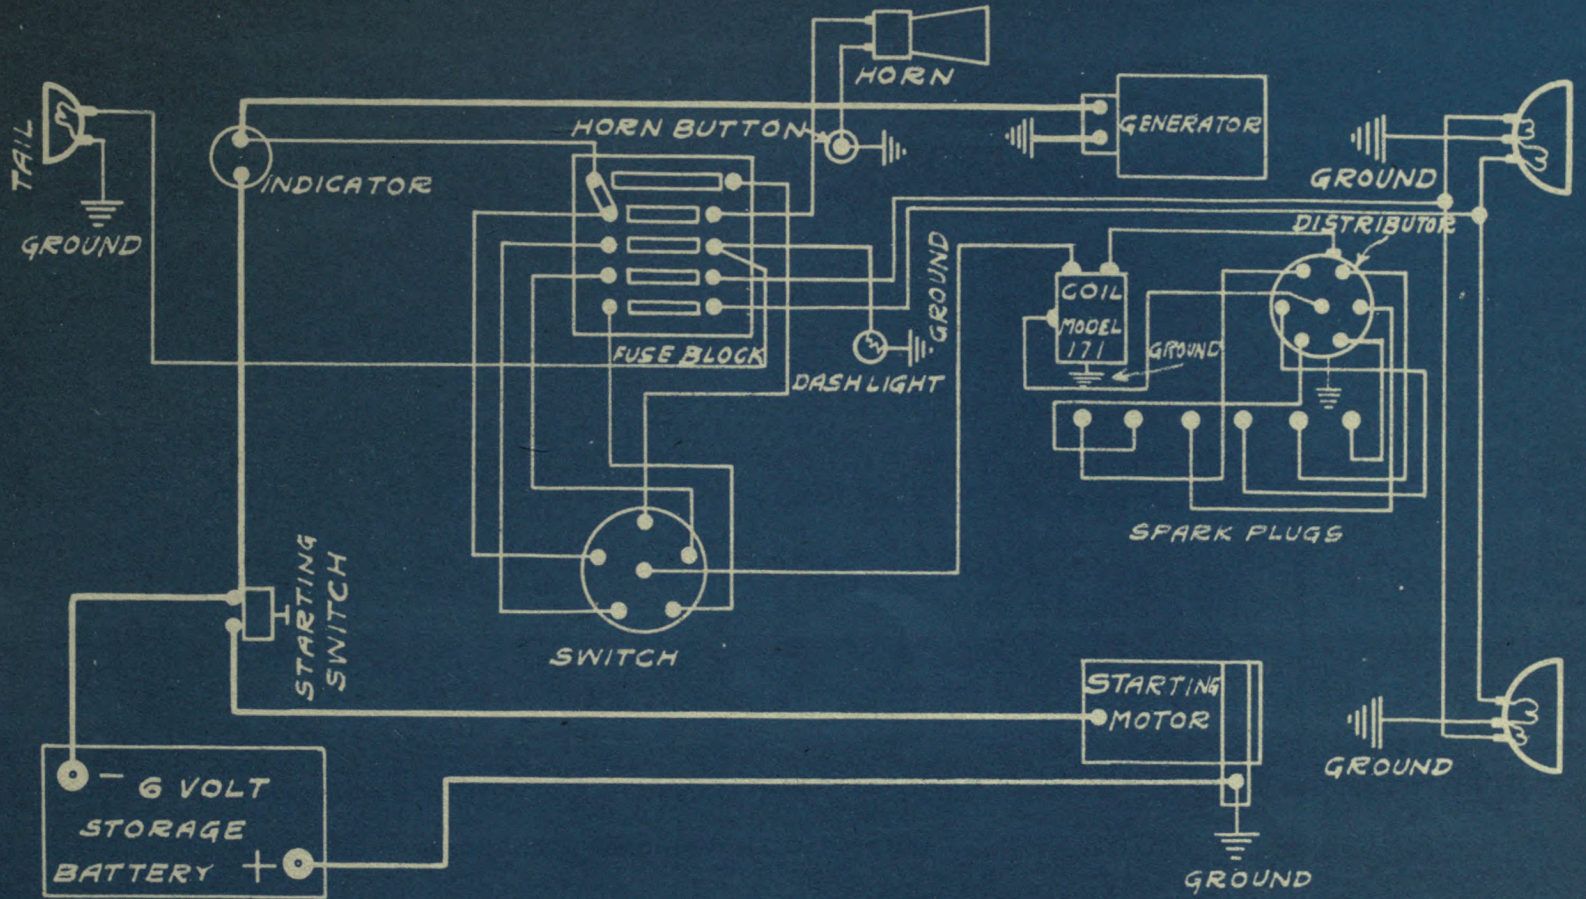 HORN
HORN BUTTON
GENERATOR
TAIL
INDICATOR
GROUND
GROUND
DISTRIBUTOR
GROUND
COIL
MODEL
171
GROUND
FUSE BLOCK
DASH LIGHT
SPARK PLUGS
STARTING
SWITCH
SWITCH
STARTING
MOTOR
GROUND
— 6 VOLT
STORAGE
BATTERY +
GROUND